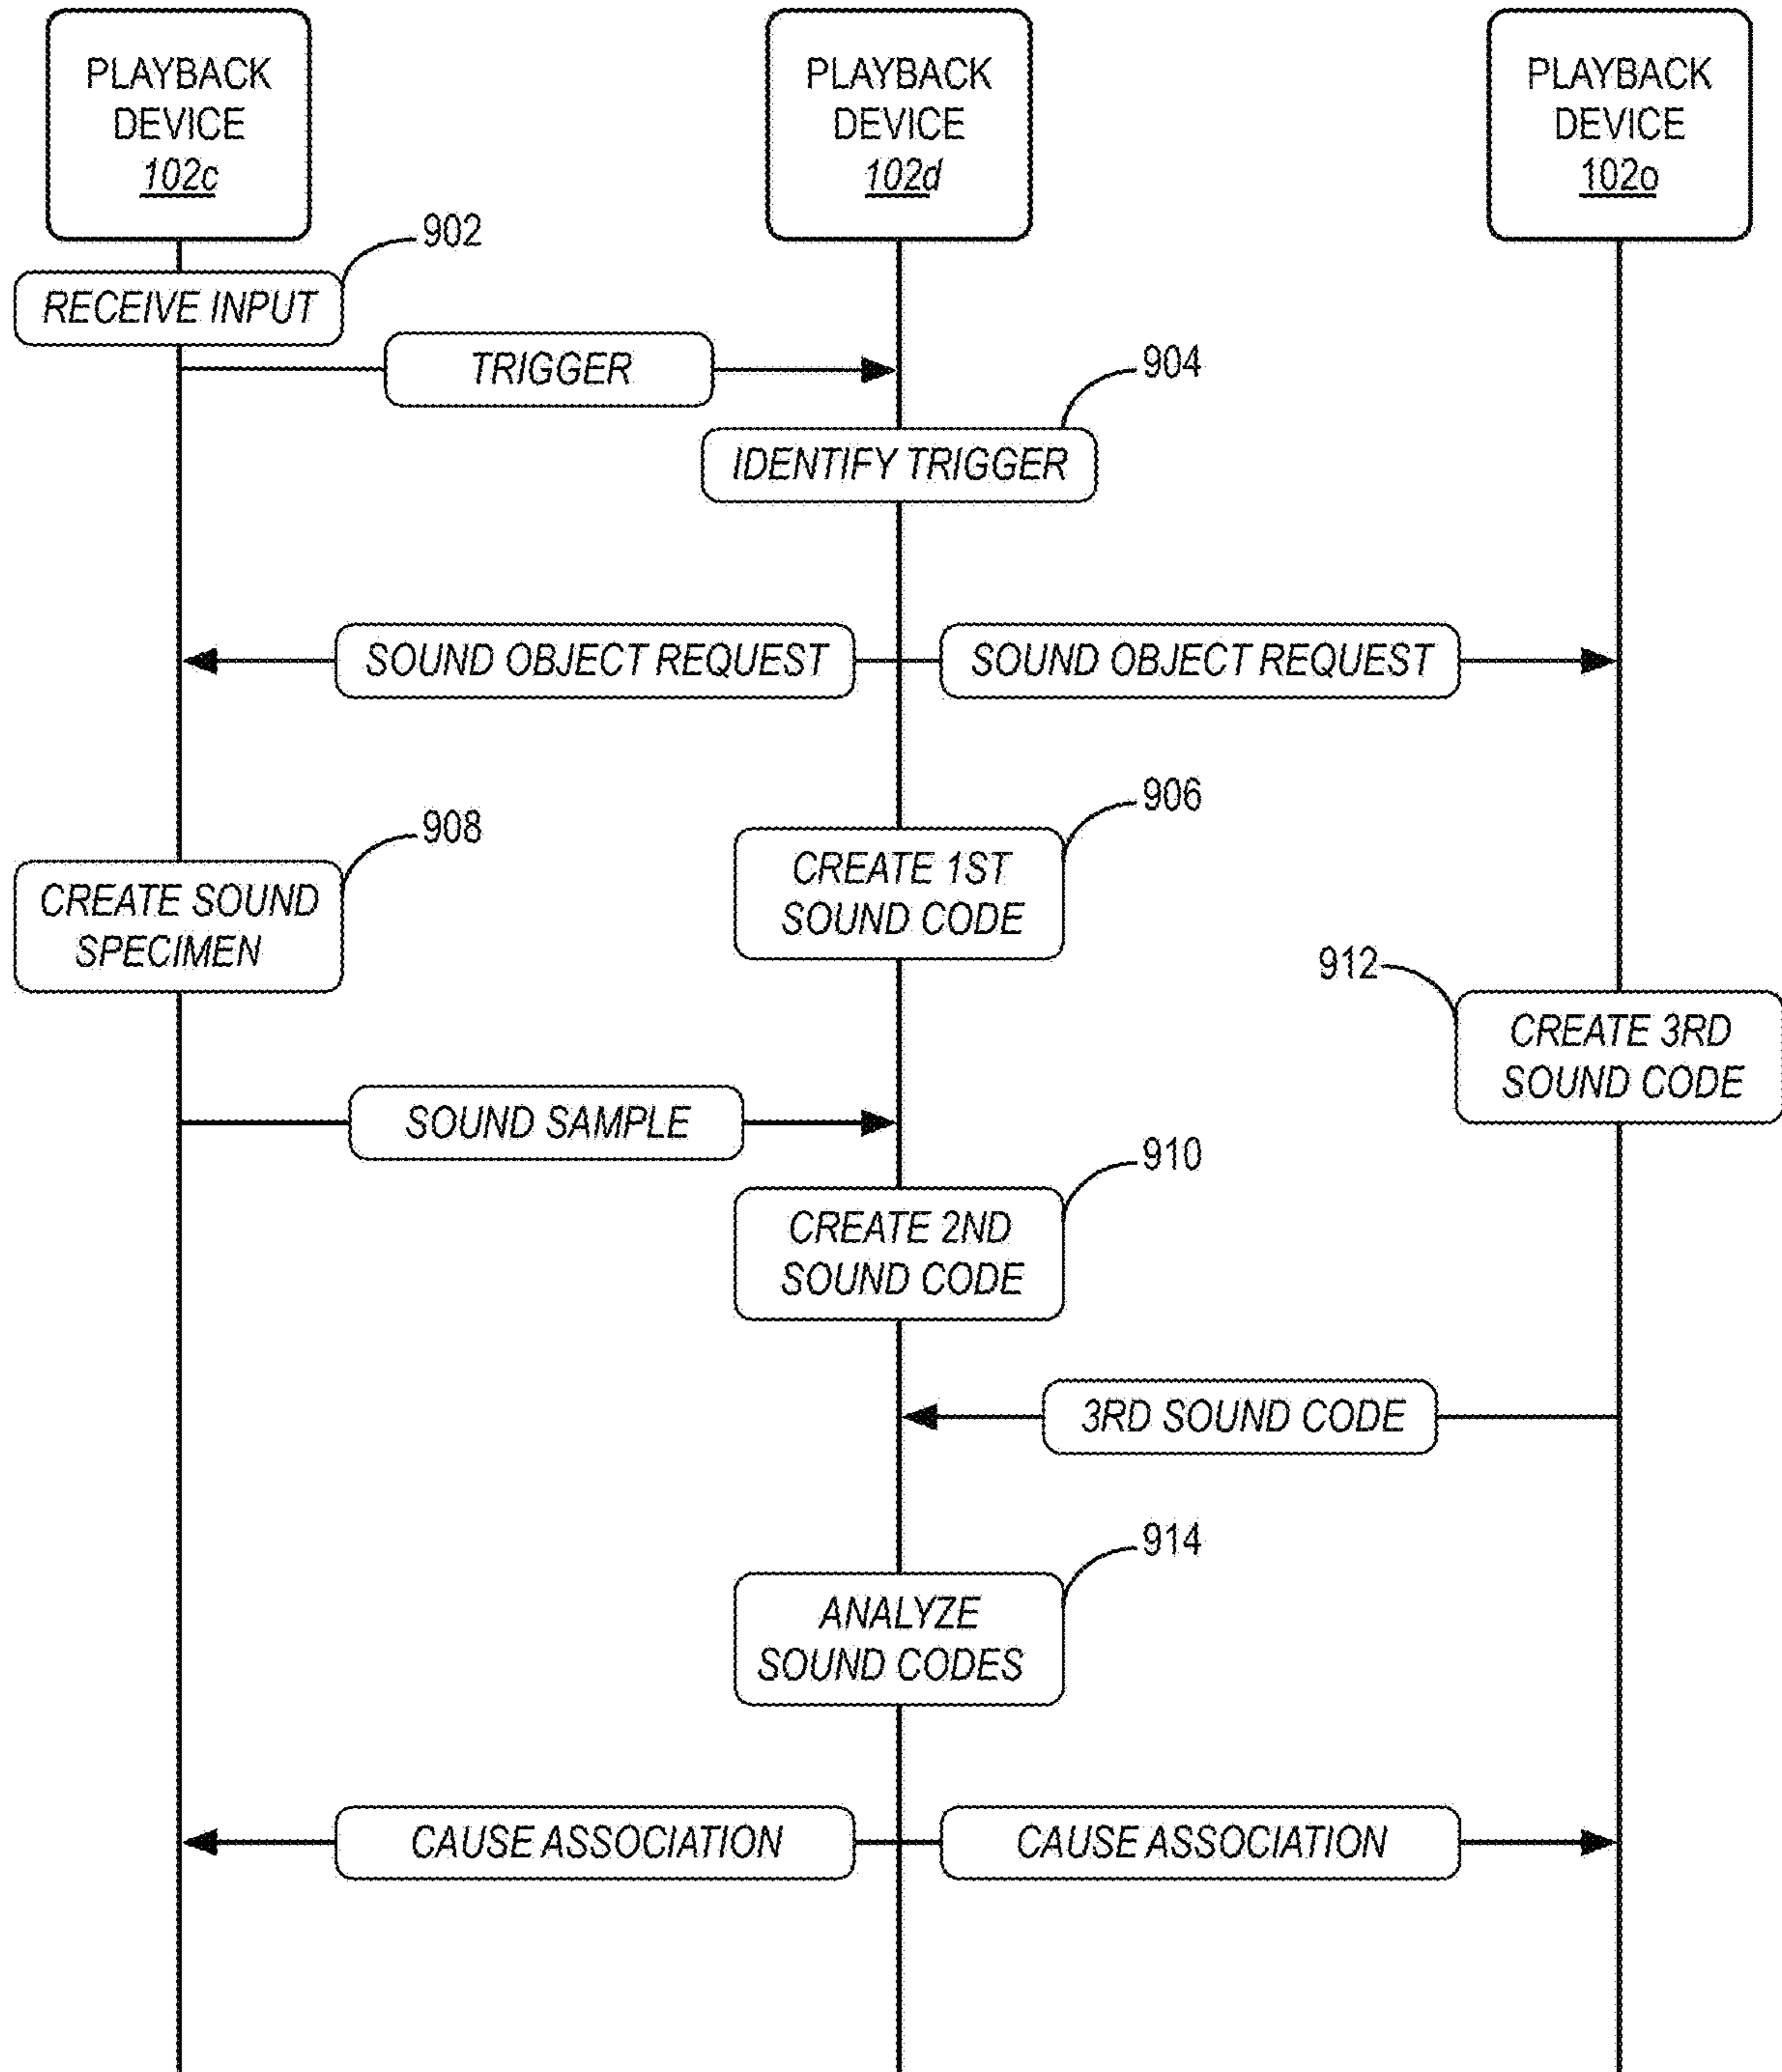 PLAYBACK
DEVICE
102c
PLAYBACK
DEVICE
102d
PLAYBACK
DEVICE
102o
902
RECEIVE INPUT
TRIGGER
904
IDENTIFY TRIGGER
SOUND OBJECT REQUEST
SOUND OBJECT REQUEST
906
CREATE 1ST
SOUND CODE
908
CREATE SOUND
SPECIMEN
912
CREATE 3RD
SOUND CODE
SOUND SAMPLE
910
CREATE 2ND
SOUND CODE
3RD SOUND CODE
914
ANALYZE
SOUND CODES
CAUSE ASSOCIATION
CAUSE ASSOCIATION